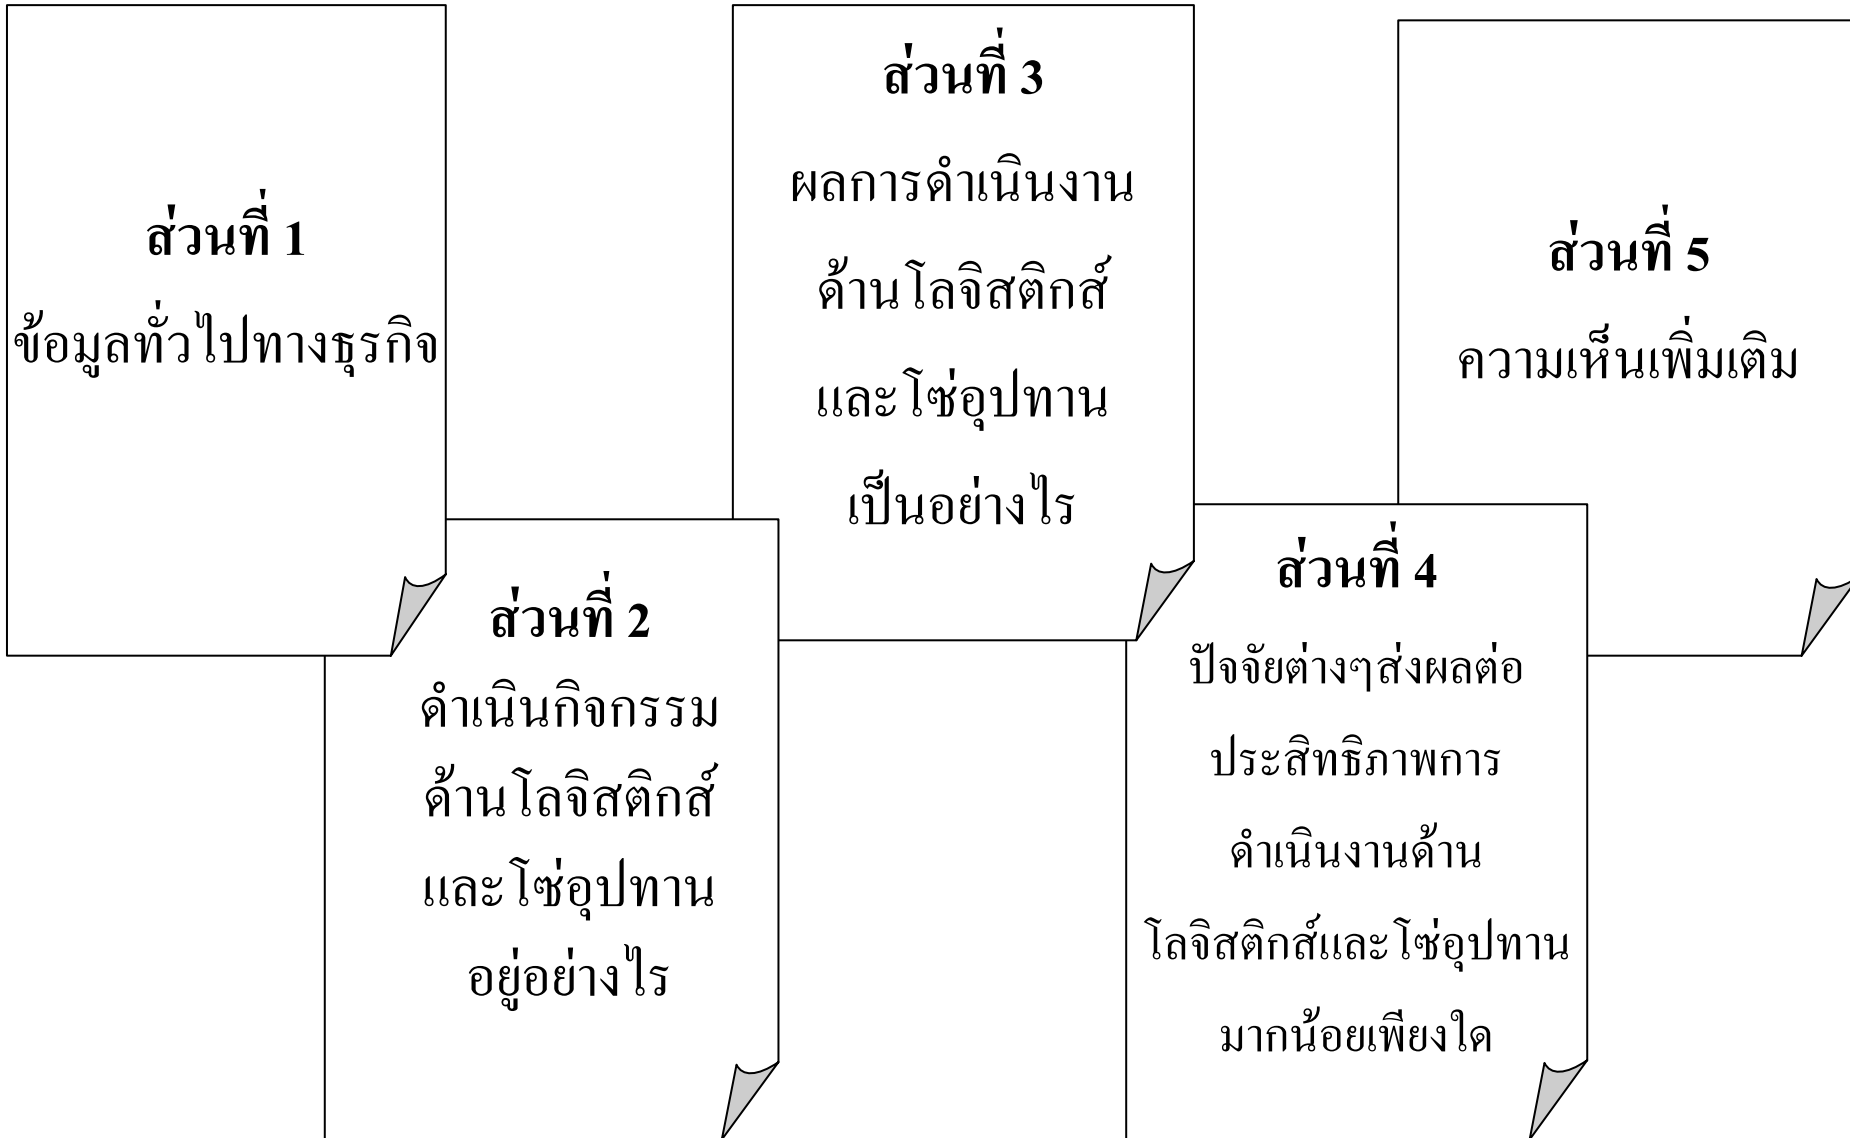 ส่วนที่ 1
ข้อมูลทั่วไปทางธุรกิจ
ส่วนที่ 2
ดำเนินกิจกรรม
ด้านโลจิสติกส์
และโซ่อุปทาน
อยู่อย่างไร
ส่วนที่ 3
ผลการดำเนินงาน
ด้านโลจิสติกส์
และโซ่อุปทาน
เป็นอย่างไร
ส่วนที่ 4
ปัจจัยต่างๆส่งผลต่อ
ประสิทธิภาพการ
ดำเนินงานด้าน
โลจิสติกส์และโซ่อุปทาน
มากน้อยเพียงใด
ส่วนที่ 5
ความเห็นเพิ่มเติม